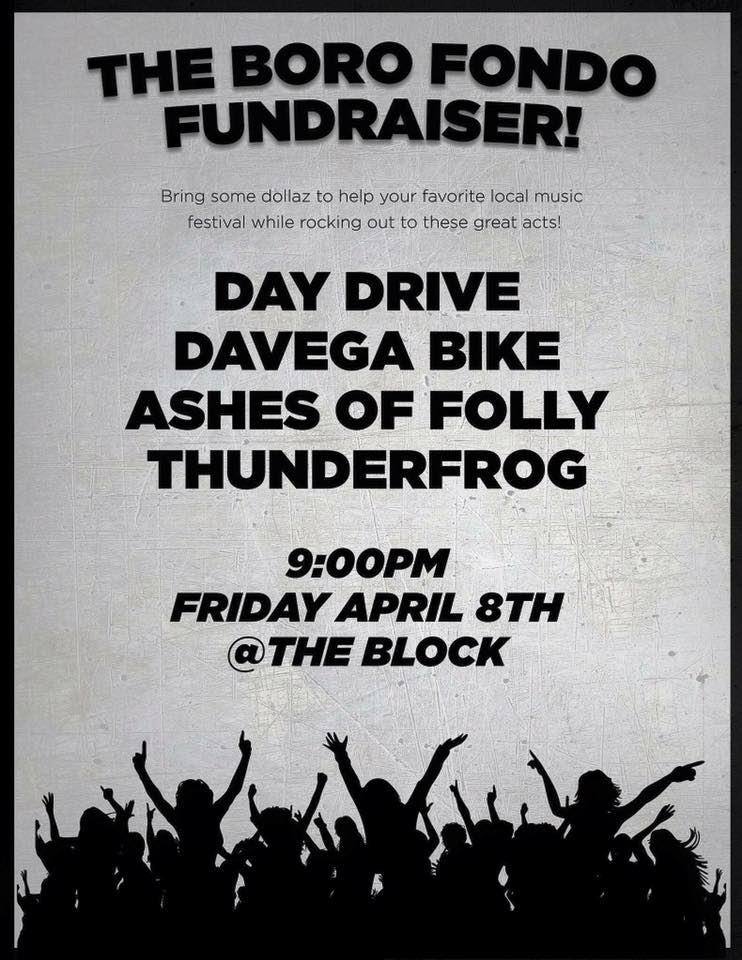 THE BORO FONDO
FUNDRAISER!
Bring some dollaz to help your favorite local music
festival while rocking out to these great acts!
DAY DRIVE
DAVEGA BIKE
ASHES OF FOLLY
THUNDERFROG
9:00PM
FRIDAY APRIL 8TH
@THE BLOCK